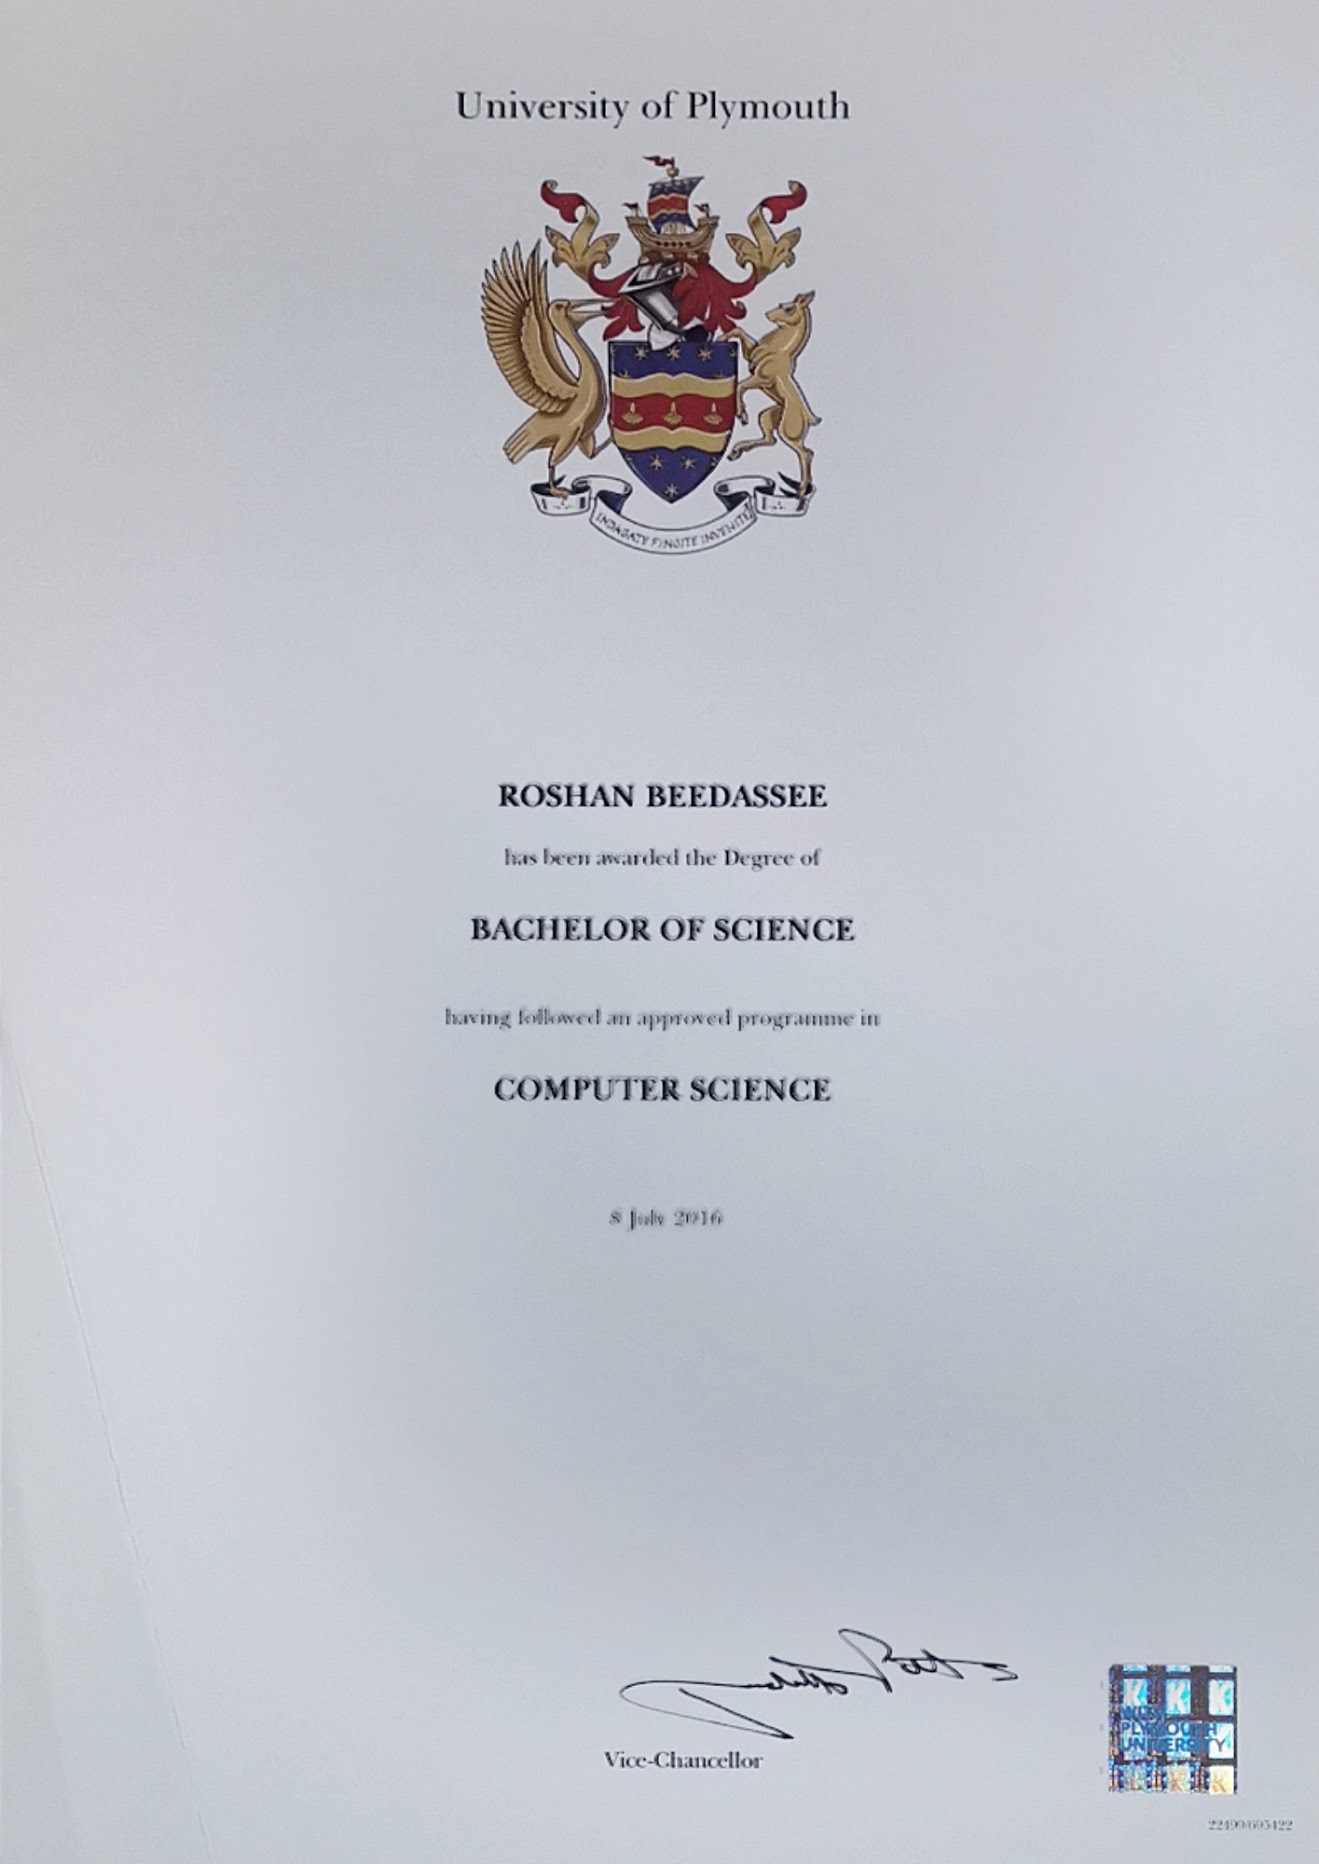 University of Plymouth
INDAGATE FINGITE INVENITE
ROSHAN BEEDASSEE
has been awarded the Degree of
BACHELOR OF SCIENCE
having followed an approved programme in
COMPUTER SCIENCE
8 July 2016
Vice-Chancellor
K K K
WITH
PLYMOUTH
UNIVERSITY